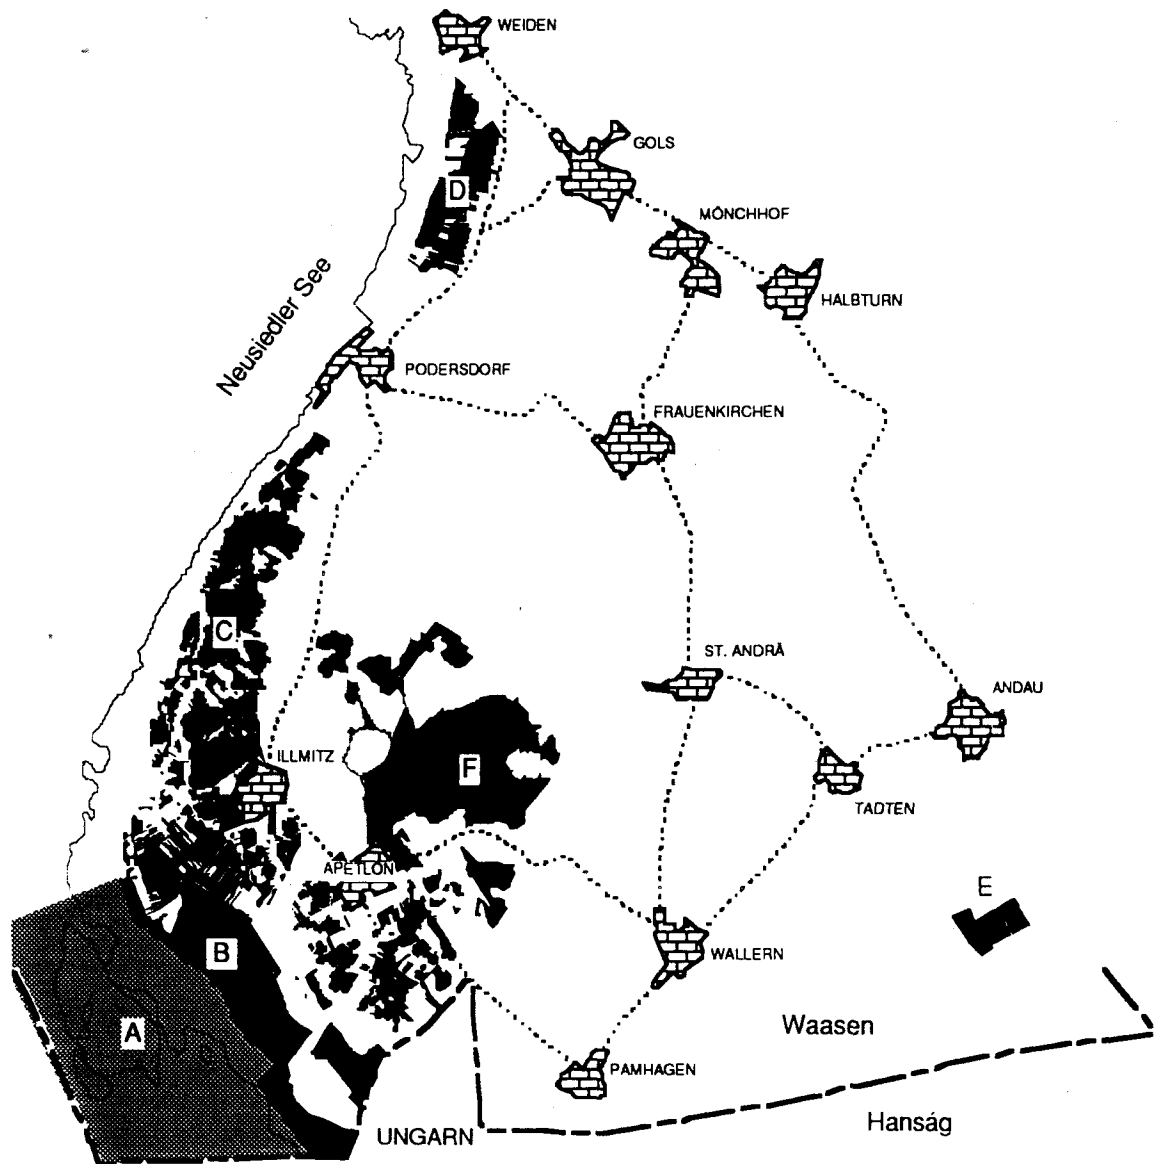 WEIDEN
GOLS
D
MÖNCHHOF
HALBTURN
Neusiedler See
PODERSDORF
FRAUENKIRCHEN
C
ST. ANDRÄ
ANDAU
ILLMITZ
F
TADTEN
APETLON
E
B
WALLERN
A
Waasen
PAMHAGEN
Hanság
UNGARN